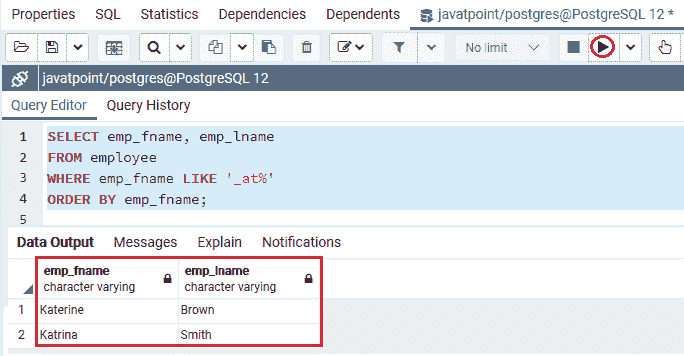 Properties SQL Statistics Dependencies Dependents javatpoint/postgres@PostgreSQL 12 *
No limit
javatpoint/postgres@PostgreSQL 12
Query Editor Query History
1 SELECT emp_fname, emp_lname
2 FROM employee
3 WHERE emp_fname LIKE '_at%'
4 ORDER BY emp_fname;
5
Data Output Messages Explain Notifications
emp_fname emp_lname
character varying character varying
1 Katerine Brown
2 Katrina Smith